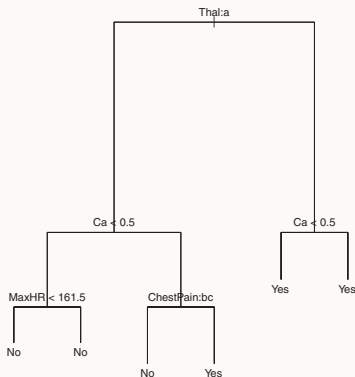 Thal:a
Ca < 0.5
Ca < 0.5
Yes
Yes
MaxHR < 161.5
ChestPain:bc
No
No
No
Yes